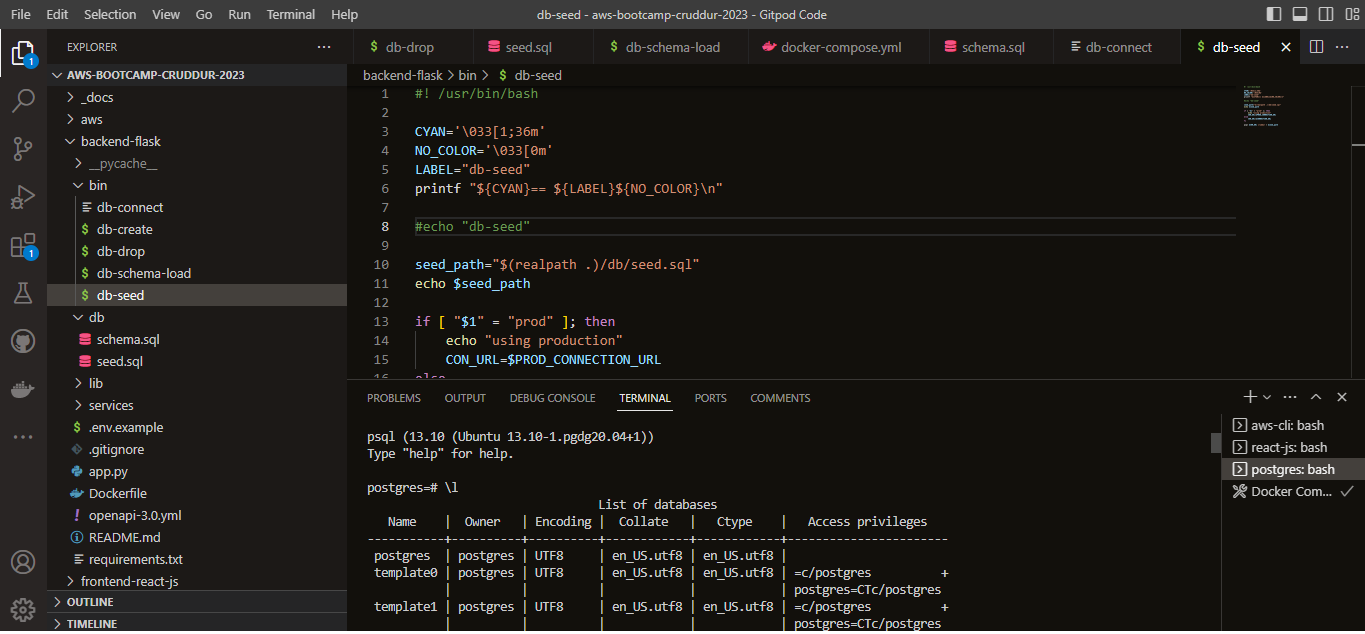 File Edit Selection View Go Run Terminal Help db-seed - aws-bootcamp-cruddur-2023 - Gitpod Code
EXPLORER
AWS-BOOTCAMP-CRUDDUR-2023
_docs
aws
backend-flask
__pycache__
bin
db-connect
db-create
db-drop
db-schema-load
db-seed
db
schema.sql
seed.sql
lib
services
.env.example
.gitignore
app.py
Dockerfile
openapi-3.0.yml
README.md
requirements.txt
frontend-react-js
OUTLINE
TIMELINE
1
1
db-drop seed.sql db-schema-load docker-compose.yml schema.sql db-connect db-seed
backend-flask > bin > $ db-seed
1 #! /usr/bin/bash
2
3 CYAN='\033[1;36m'
4 NO_COLOR='\033[0m'
5 LABEL="db-seed"
6 printf "${CYAN}== ${LABEL}${NO_COLOR}\n"
7
8 #echo "db-seed"
9
10 seed_path="$(realpath .)/db/seed.sql"
11 echo $seed_path
12
13 if [ "$1" = "prod" ]; then
14 echo "using production"
15 CON_URL=$PROD_CONNECTION_URL
16 else
PROBLEMS OUTPUT DEBUG CONSOLE TERMINAL PORTS COMMENTS
psql (13.10 (Ubuntu 13.10-1.pgdg20.04+1))
Type "help" for help.
postgres=# \l
List of databases
Name | Owner | Encoding | Collate | Ctype | Access privileges
-----------+----------+----------+------------+------------+-----------------------
postgres | postgres | UTF8 | en_US.utf8 | en_US.utf8 |
template0 | postgres | UTF8 | en_US.utf8 | en_US.utf8 | =c/postgres +
| | | | | postgres=CTc/postgres
template1 | postgres | UTF8 | en_US.utf8 | en_US.utf8 | =c/postgres +
| | | | | postgres=CTc/postgres
aws-cli: bash
react-js: bash
postgres: bash
Docker Com...